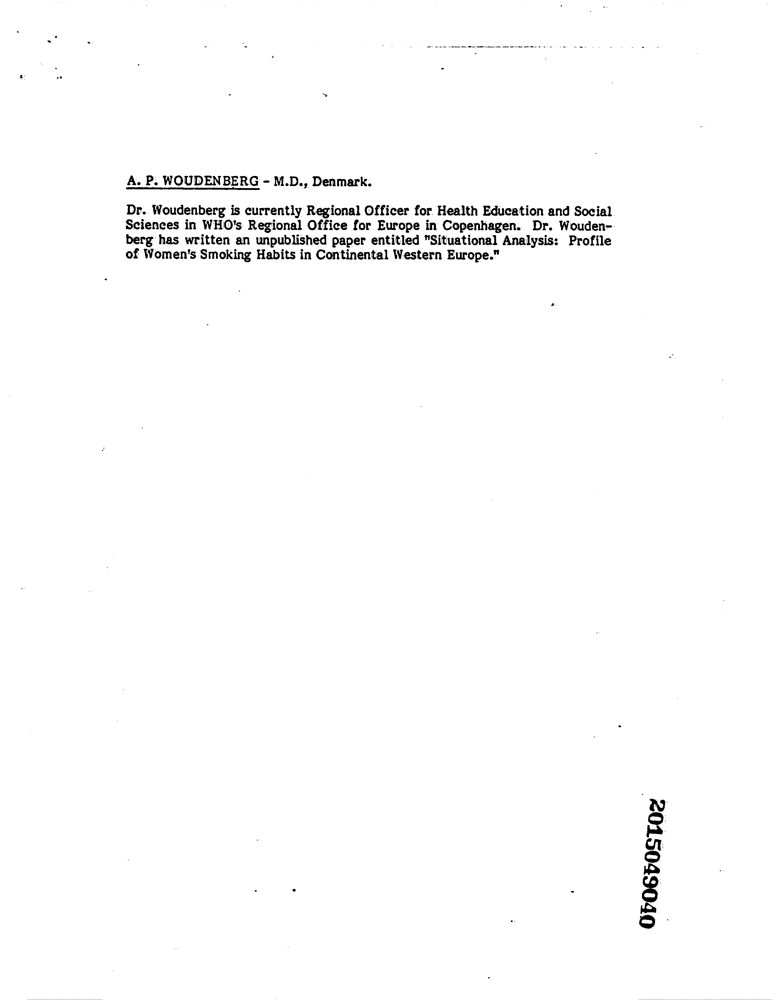 A. P. WOUDENBERG - M.D., Denmark.
Dr. Woudenberg is currently Regional Officer for Health Education and Social
Sciences in WHO's Regional Office for Europe in Copenhagen. Dr. Wouden-
berg has written an unpublished paper entitled "Situational Analysis: Profile
of Women's Smoking Habits in Continental Western Europe."
2015049040